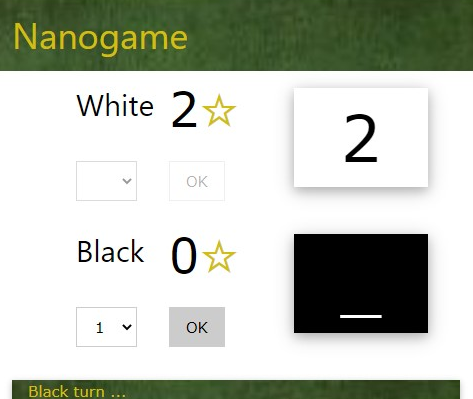 Nanogame
White 2☆
2
OK
Black 0☆
_
1 OK
Black turn ...